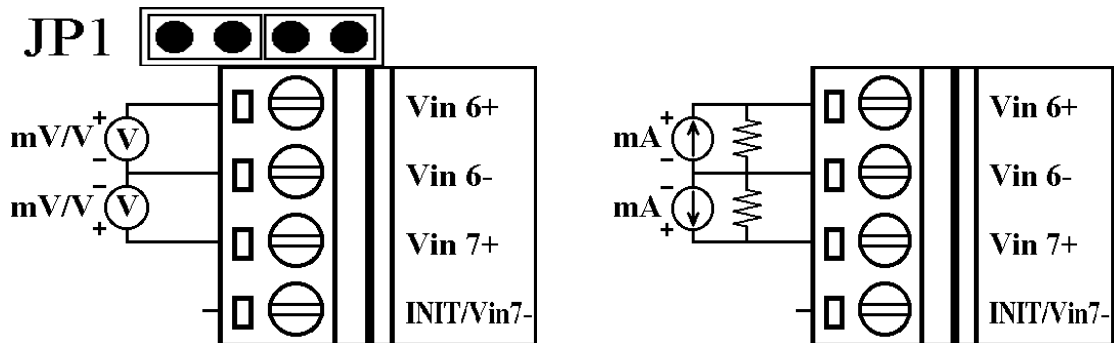 JP1
+
mV/V V
-
-
mV/V V
+
Vin 6+
Vin 6-
Vin 7+
INIT/Vin7-
+
mA
-
-
mA
+
Vin 6+
Vin 6-
Vin 7+
INIT/Vin7-